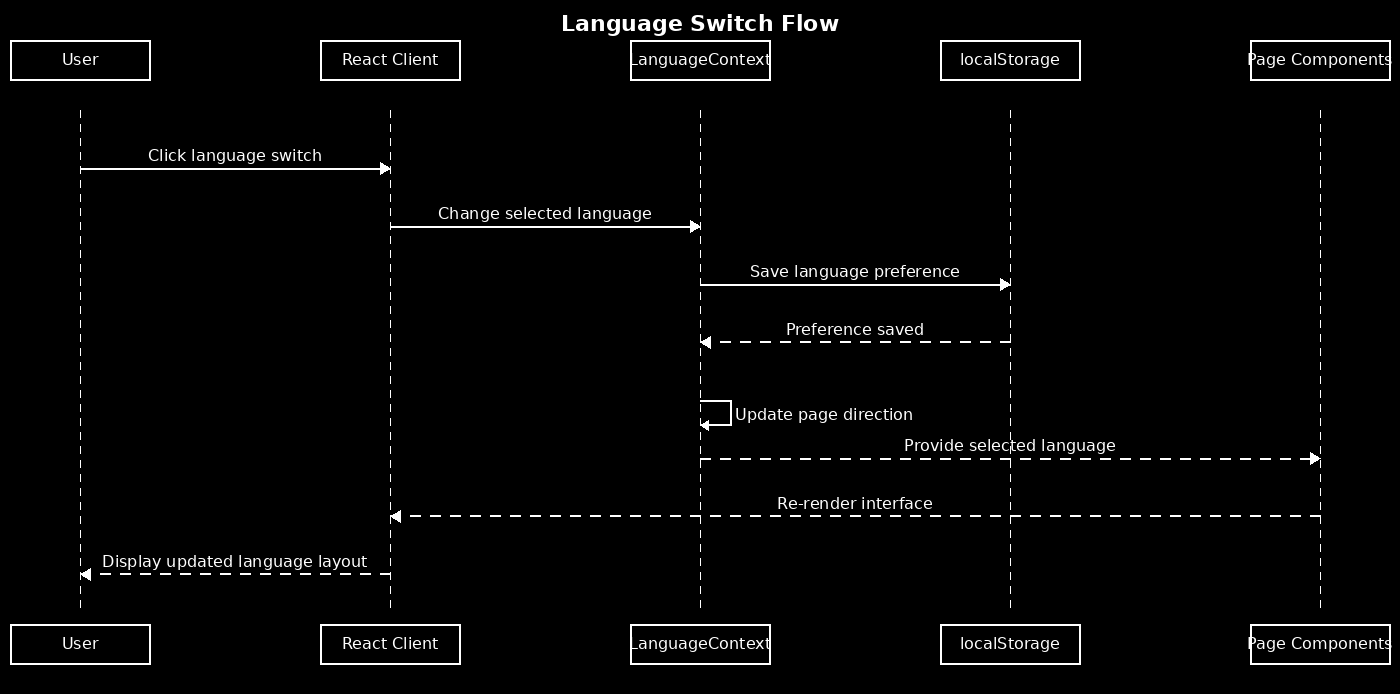 Language Switch Flow
User
React Client
LanguageContext
localStorage
Page Components
Click language switch
Change selected language
Save language preference
Preference saved
Update page direction
Provide selected language
Re-render interface
Display updated language layout
User
React Client
LanguageContext
localStorage
Page Components